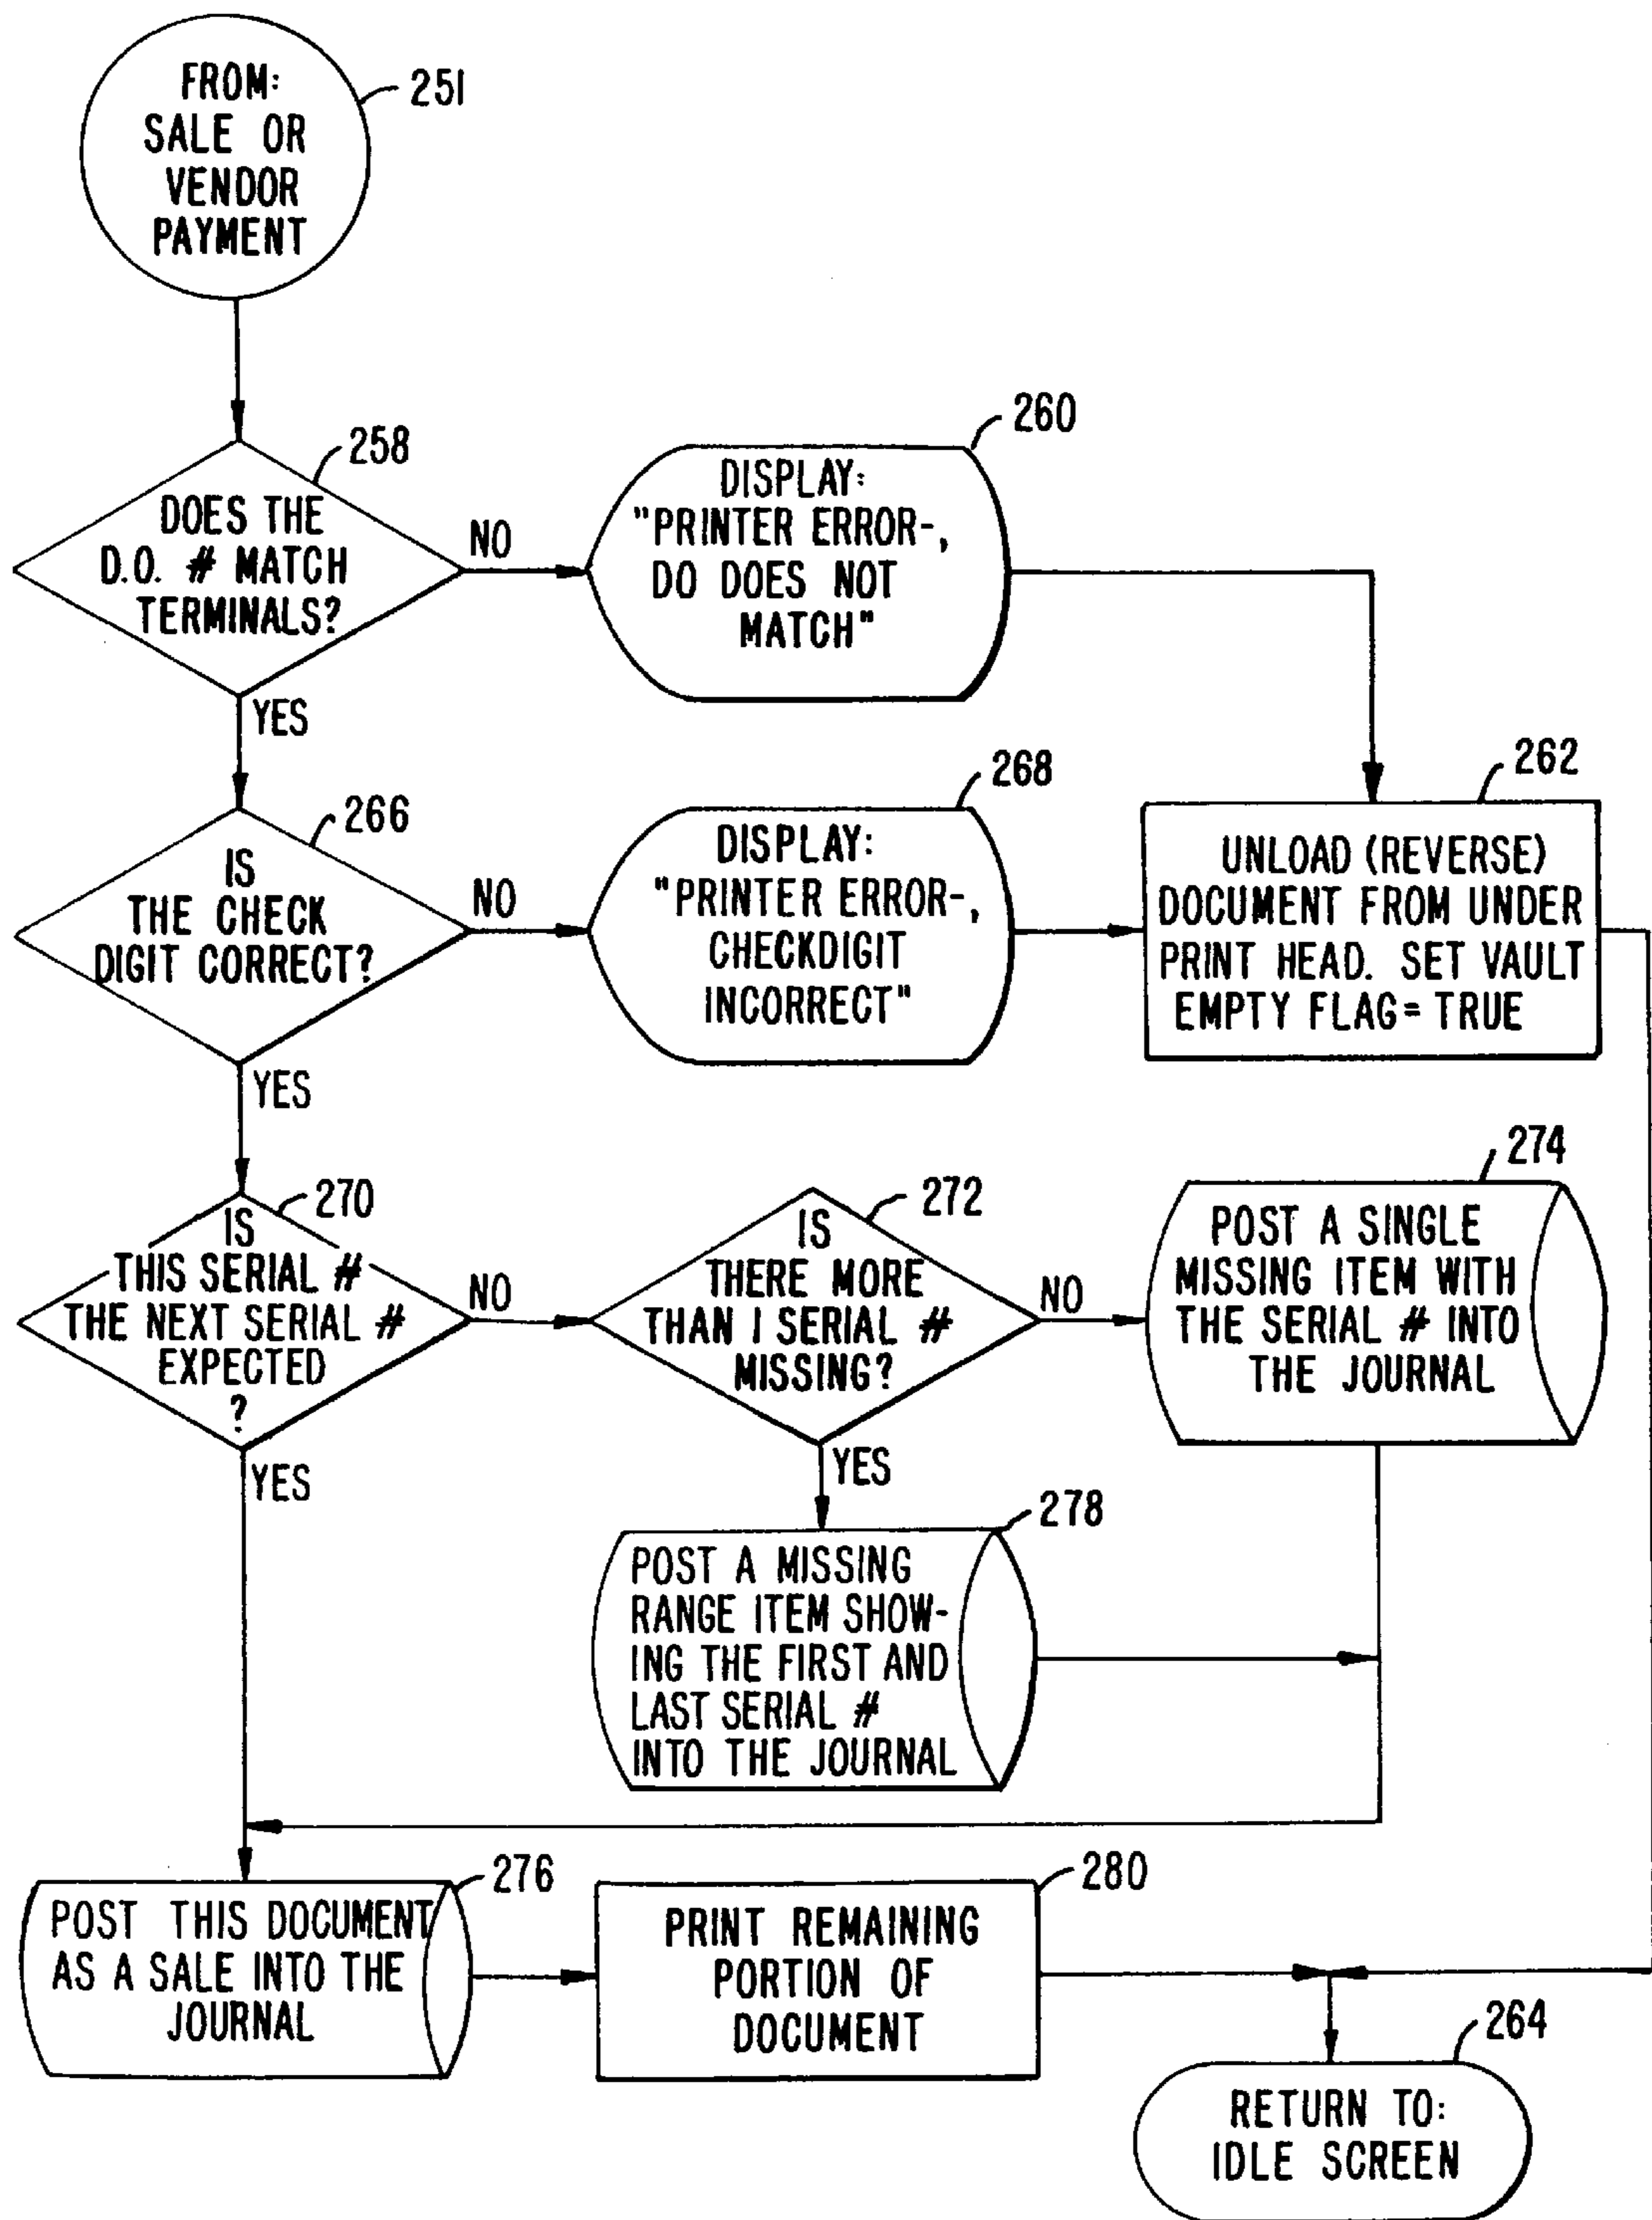 FROM:
SALE OR
VENDOR
PAYMENT
251
258
DOES THE
D.O. # MATCH
TERMINALS?
NO
YES
260
DISPLAY:
"PRINTER ERROR-,
DO DOES NOT
MATCH"
262
UNLOAD (REVERSE)
DOCUMENT FROM UNDER
PRINT HEAD. SET VAULT
EMPTY FLAG = TRUE
266
IS
THE CHECK
DIGIT CORRECT?
NO
YES
268
DISPLAY:
"PRINTER ERROR-,
CHECKDIGIT
INCORRECT"
270
IS
THIS SERIAL #
THE NEXT SERIAL #
EXPECTED
?
NO
YES
272
IS
THERE MORE
THAN 1 SERIAL #
MISSING?
NO
YES
274
POST A SINGLE
MISSING ITEM WITH
THE SERIAL # INTO
THE JOURNAL
278
POST A MISSING
RANGE ITEM SHOW-
ING THE FIRST AND
LAST SERIAL #
INTO THE JOURNAL
276
POST THIS DOCUMENT
AS A SALE INTO THE
JOURNAL
280
PRINT REMAINING
PORTION OF
DOCUMENT
264
RETURN TO:
IDLE SCREEN